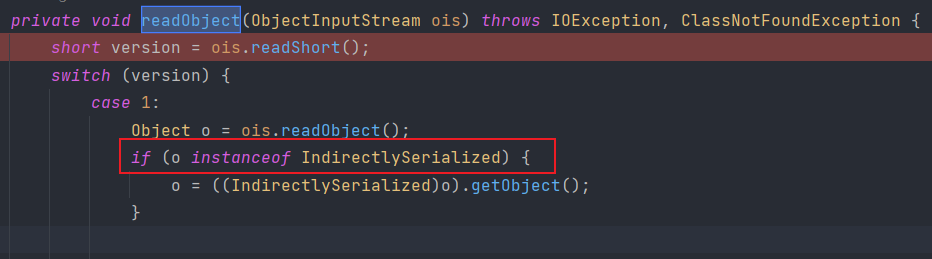 private void readObject(ObjectInputStream ois) throws IOException, ClassNotFoundException {
short version = ois.readShort();
switch (version) {
case 1:
Object o = ois.readObject();
if (o instanceof IndirectlySerialized) {
o = ((IndirectlySerialized)o).getObject();
}